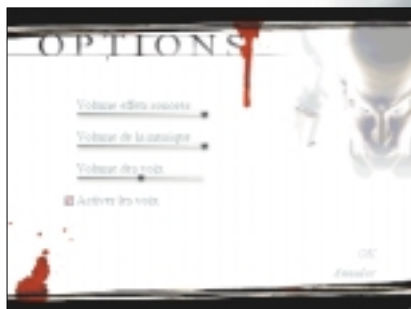 OPTIONS
Volume effets sonores
Volume de la musique
Volume des voix
Activer les voix
OK
Annuler